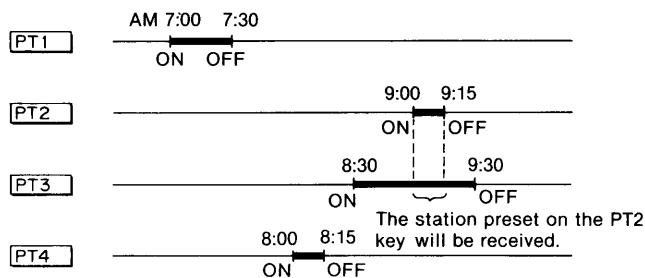 AM 7:00 7:30
PT1
ON OFF
9:00 9:15
PT2
ON OFF
8:30 9:30
PT3
ON OFF
The station preset on the PT2
key will be received.
8:00 8:15
PT4
ON OFF